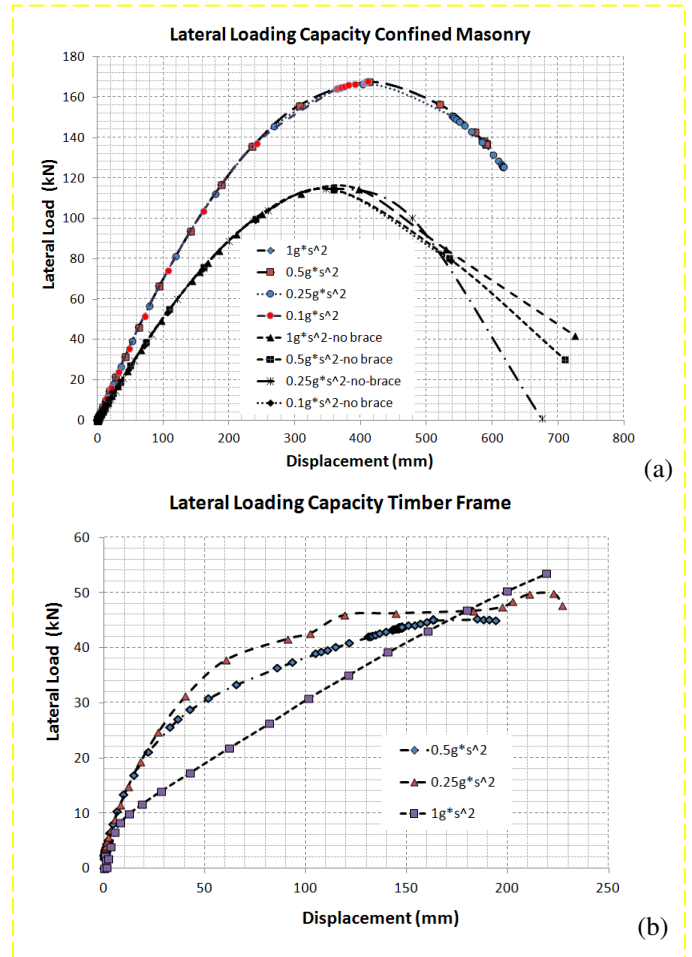 Lateral Loading Capacity Confined Masonry
Lateral Load (kN)
180
160
140
120
100
80
60
40
20
0
1g*s^2
0.5g*s^2
0.25g*s^2
0.1g*s^2
1g*s^2-no brace
0.5g*s^2-no brace
0.25g*s^2-no-brace
0.1g*s^2-no brace
0 100 200 300 400 500 600 700 800
Displacement (mm)
(a)
Lateral Loading Capacity Timber Frame
Lateral Load (kN)
60
50
40
30
20
10
0
0.5g*s^2
0.25g*s^2
1g*s^2
0 50 100 150 200 250
Displacement (mm)
(b)